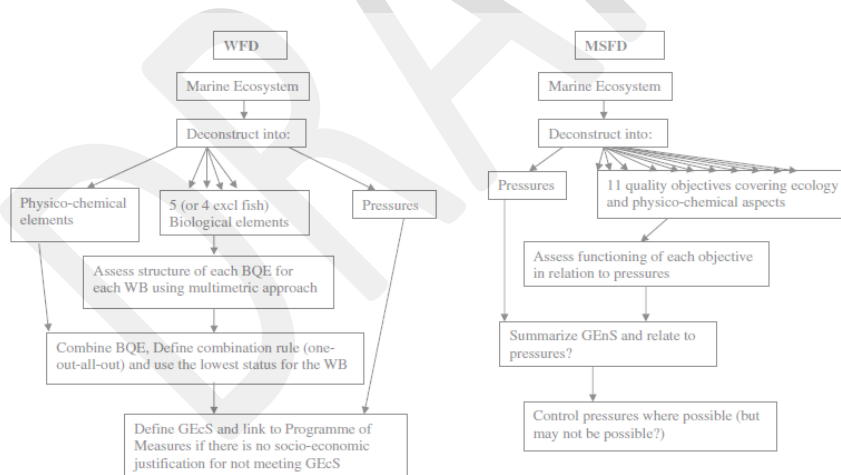 WFD
Marine Ecosystem
Deconstruct into:
Physico-chemical
elements
5 (or 4 excl fish)
Biological elements
Pressures
Assess structure of each BQE for
each WB using multimetric approach
Combine BQE, Define combination rule (one-
out-all-out) and use the lowest status for the WB
Define GEcS and link to Programme of
Measures if there is no socio-economic
justification for not meeting GEcS
MSFD
Marine Ecosystem
Deconstruct into:
Pressures
11 quality objectives covering ecology
and physico-chemical aspects
Assess functioning of each objective
in relation to pressures
Summarize GEnS and relate to
pressures?
Control pressures where possible (but
may not be possible?)